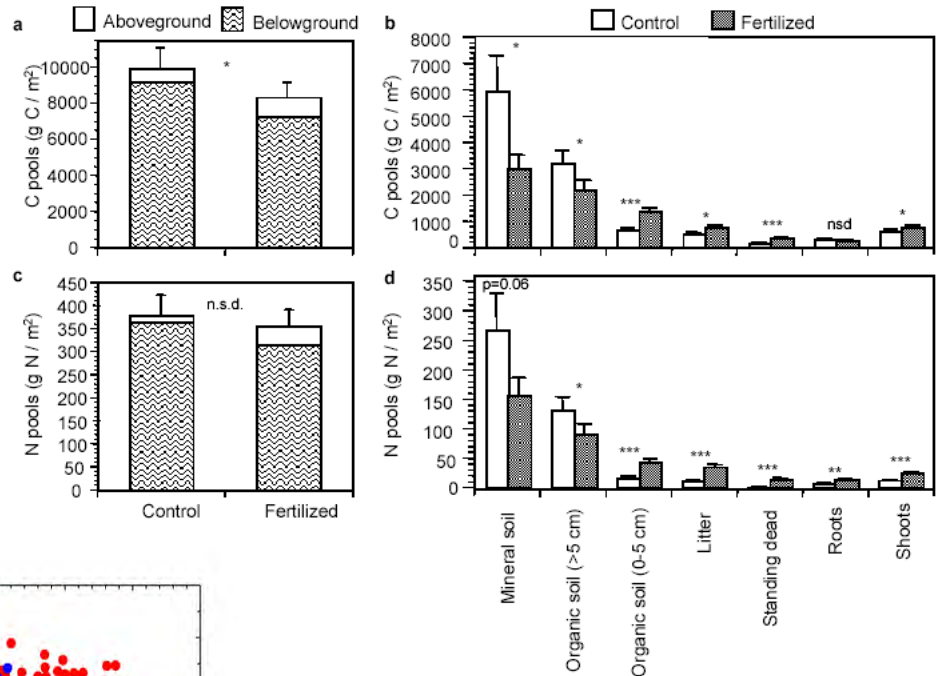 a
Aboveground Belowground
C pools (g C / m²)
10000
8000
6000
4000
2000
0
*
b
Control Fertilized
C pools (g C / m²)
8000
7000
6000
5000
4000
3000
2000
1000
0
*
*
***
*
***
nsd
*
c
N pools (g N / m²)
450
400
350
300
250
200
150
100
50
0
n.s.d.
Control Fertilized
d
N pools (g N / m²)
350
300
250
200
150
100
50
0
p=0.06
*
***
***
***
**
***
Mineral soil
Organic soil (>5 cm)
Organic soil (0-5 cm)
Litter
Standing dead
Roots
Shoots